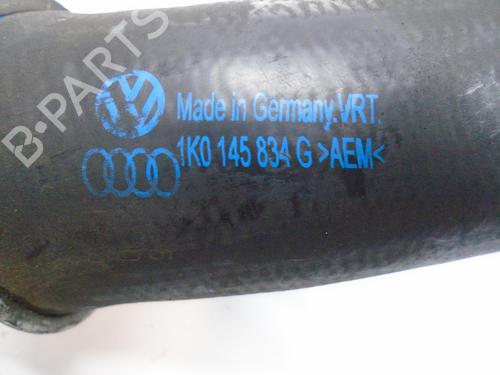 B-PARTS
Made in Germany.VRT.
1K0 145 834 G >AEM<